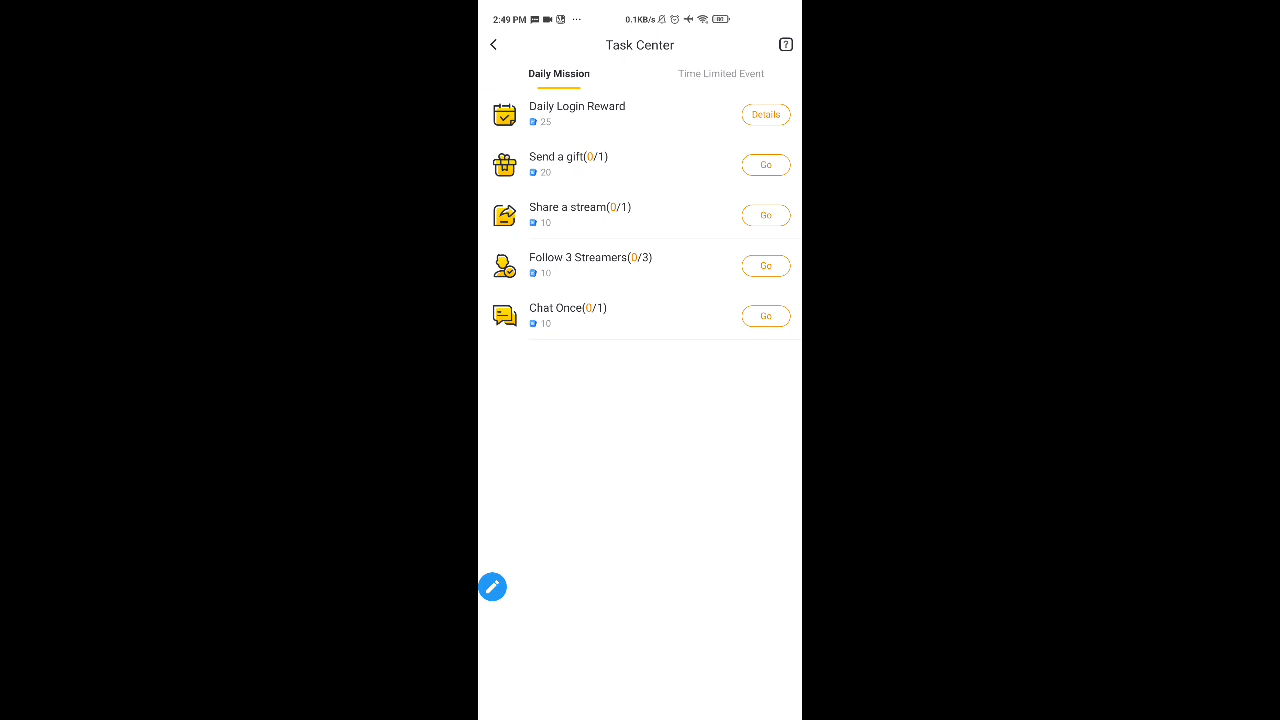 2:49 PM ... 0.1KB/s 80
Task Center
Daily Mission Time Limited Event
Daily Login Reward
25
Details
Send a gift(0/1)
20
Go
Share a stream(0/1)
10
Go
Follow 3 Streamers(0/3)
10
Go
Chat Once(0/1)
10
Go